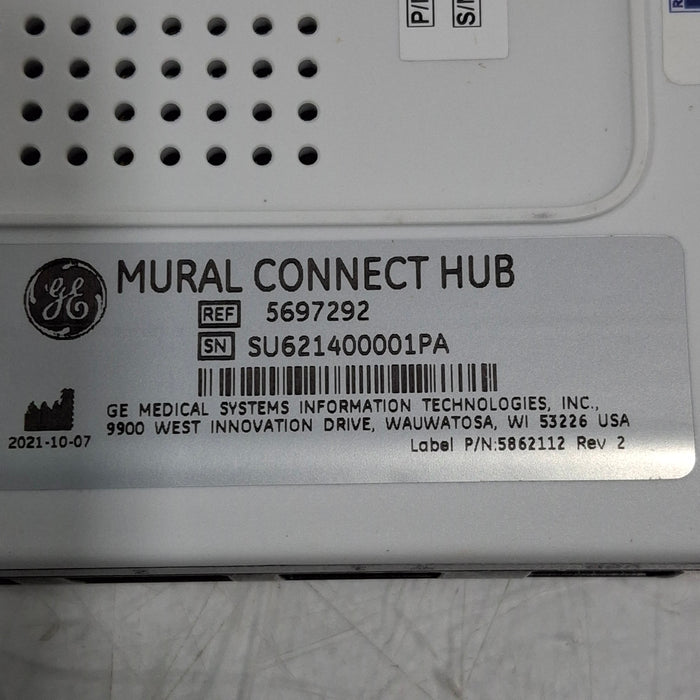 P/
S/
R
GE
MURAL CONNECT HUB
REF 5697292
SN SU621400001PA
GE MEDICAL SYSTEMS INFORMATION TECHNOLOGIES, INC.,
2021-10-07 9900 WEST INNOVATION DRIVE, WAUWATOSA, WI 53226 USA
Label P/N:5862112 Rev 2